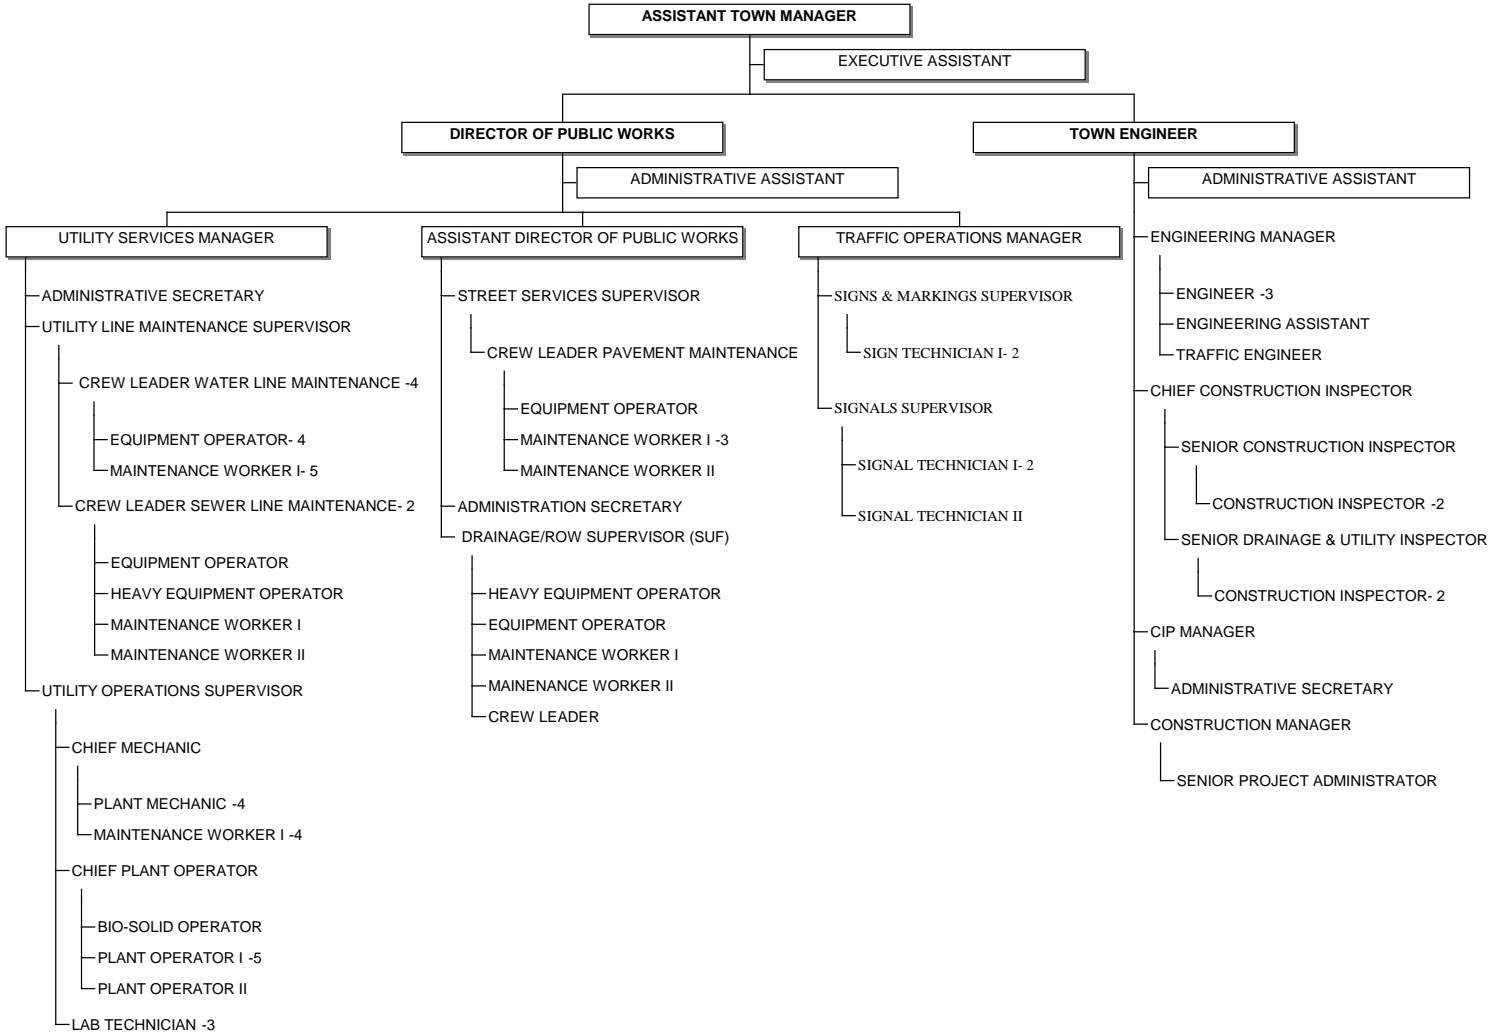 ASSISTANT TOWN MANAGER
EXECUTIVE ASSISTANT
DIRECTOR OF PUBLIC WORKS
ADMINISTRATIVE ASSISTANT
UTILITY SERVICES MANAGER
ADMINISTRATIVE SECRETARY
UTILITY LINE MAINTENANCE SUPERVISOR
CREW LEADER WATER LINE MAINTENANCE -4
EQUIPMENT OPERATOR- 4
MAINTENANCE WORKER I- 5
CREW LEADER SEWER LINE MAINTENANCE- 2
EQUIPMENT OPERATOR
HEAVY EQUIPMENT OPERATOR
MAINTENANCE WORKER I
MAINTENANCE WORKER II
UTILITY OPERATIONS SUPERVISOR
CHIEF MECHANIC
PLANT MECHANIC -4
MAINTENANCE WORKER I -4
CHIEF PLANT OPERATOR
BIO-SOLID OPERATOR
PLANT OPERATOR I -5
PLANT OPERATOR II
LAB TECHNICIAN -3
ASSISTANT DIRECTOR OF PUBLIC WORKS
STREET SERVICES SUPERVISOR
CREW LEADER PAVEMENT MAINTENANCE
EQUIPMENT OPERATOR
MAINTENANCE WORKER I -3
MAINTENANCE WORKER II
ADMINISTRATION SECRETARY
DRAINAGE/ROW SUPERVISOR (SUF)
HEAVY EQUIPMENT OPERATOR
EQUIPMENT OPERATOR
MAINTENANCE WORKER I
MAINENANCE WORKER II
CREW LEADER
TRAFFIC OPERATIONS MANAGER
SIGNS & MARKINGS SUPERVISOR
SIGN TECHNICIAN I- 2
SIGNALS SUPERVISOR
SIGNAL TECHNICIAN I- 2
SIGNAL TECHNICIAN II
TOWN ENGINEER
ADMINISTRATIVE ASSISTANT
ENGINEERING MANAGER
ENGINEER -3
ENGINEERING ASSISTANT
TRAFFIC ENGINEER
CHIEF CONSTRUCTION INSPECTOR
SENIOR CONSTRUCTION INSPECTOR
CONSTRUCTION INSPECTOR -2
SENIOR DRAINAGE & UTILITY INSPECTOR
CONSTRUCTION INSPECTOR- 2
CIP MANAGER
ADMINISTRATIVE SECRETARY
CONSTRUCTION MANAGER
SENIOR PROJECT ADMINISTRATOR